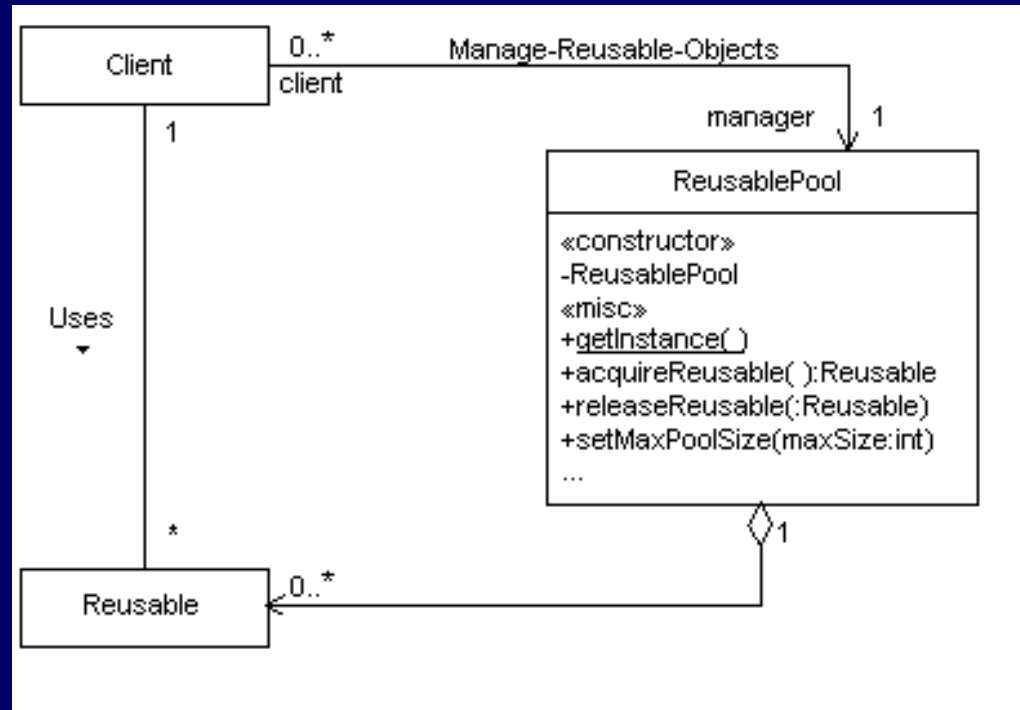 Client
0..*
Manage-Reusable-Objects
client
1
manager
1
ReusablePool
«constructor»
-ReusablePool
«misc»
+getInstance( )
+acquireReusable( ):Reusable
+releaseReusable(:Reusable)
+setMaxPoolSize(maxSize:int)
...
Uses
*
1
0..*
Reusable